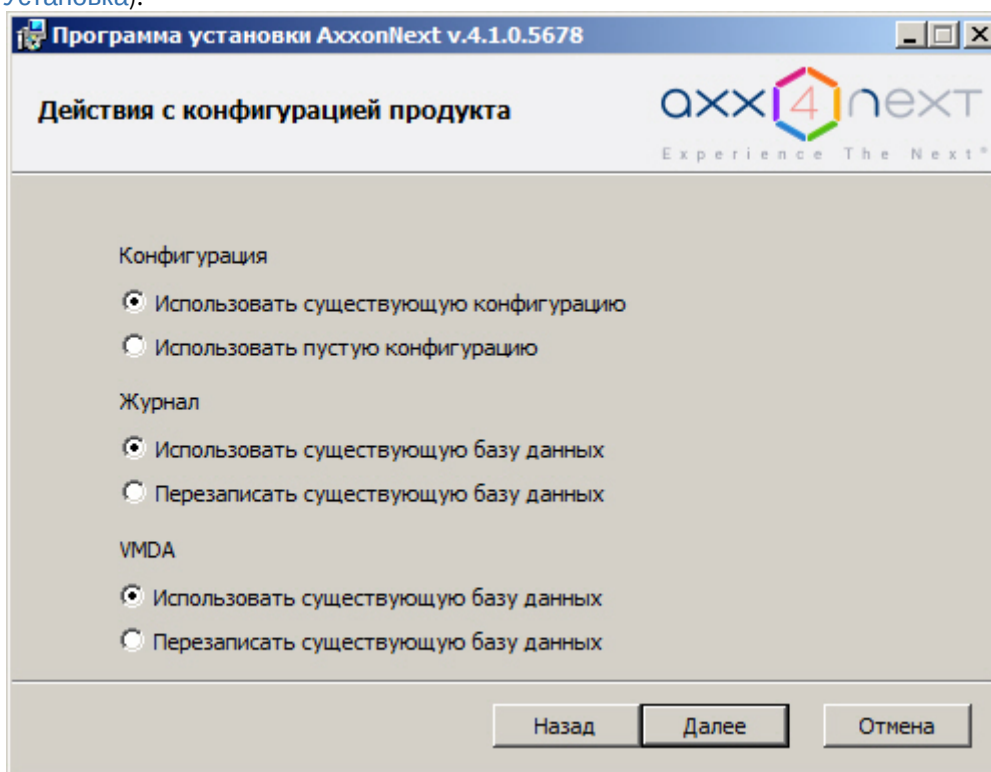 Установка).
Программа установки AxxonNext v.4.1.0.5678
Действия с конфигурацией продукта
axx4next
Experience The Next®
Конфигурация
Использовать существующую конфигурацию
Использовать пустую конфигурацию
Журнал
Использовать существующую базу данных
Перезаписать существующую базу данных
VMDA
Использовать существующую базу данных
Перезаписать существующую базу данных
Назад
Далее
Отмена